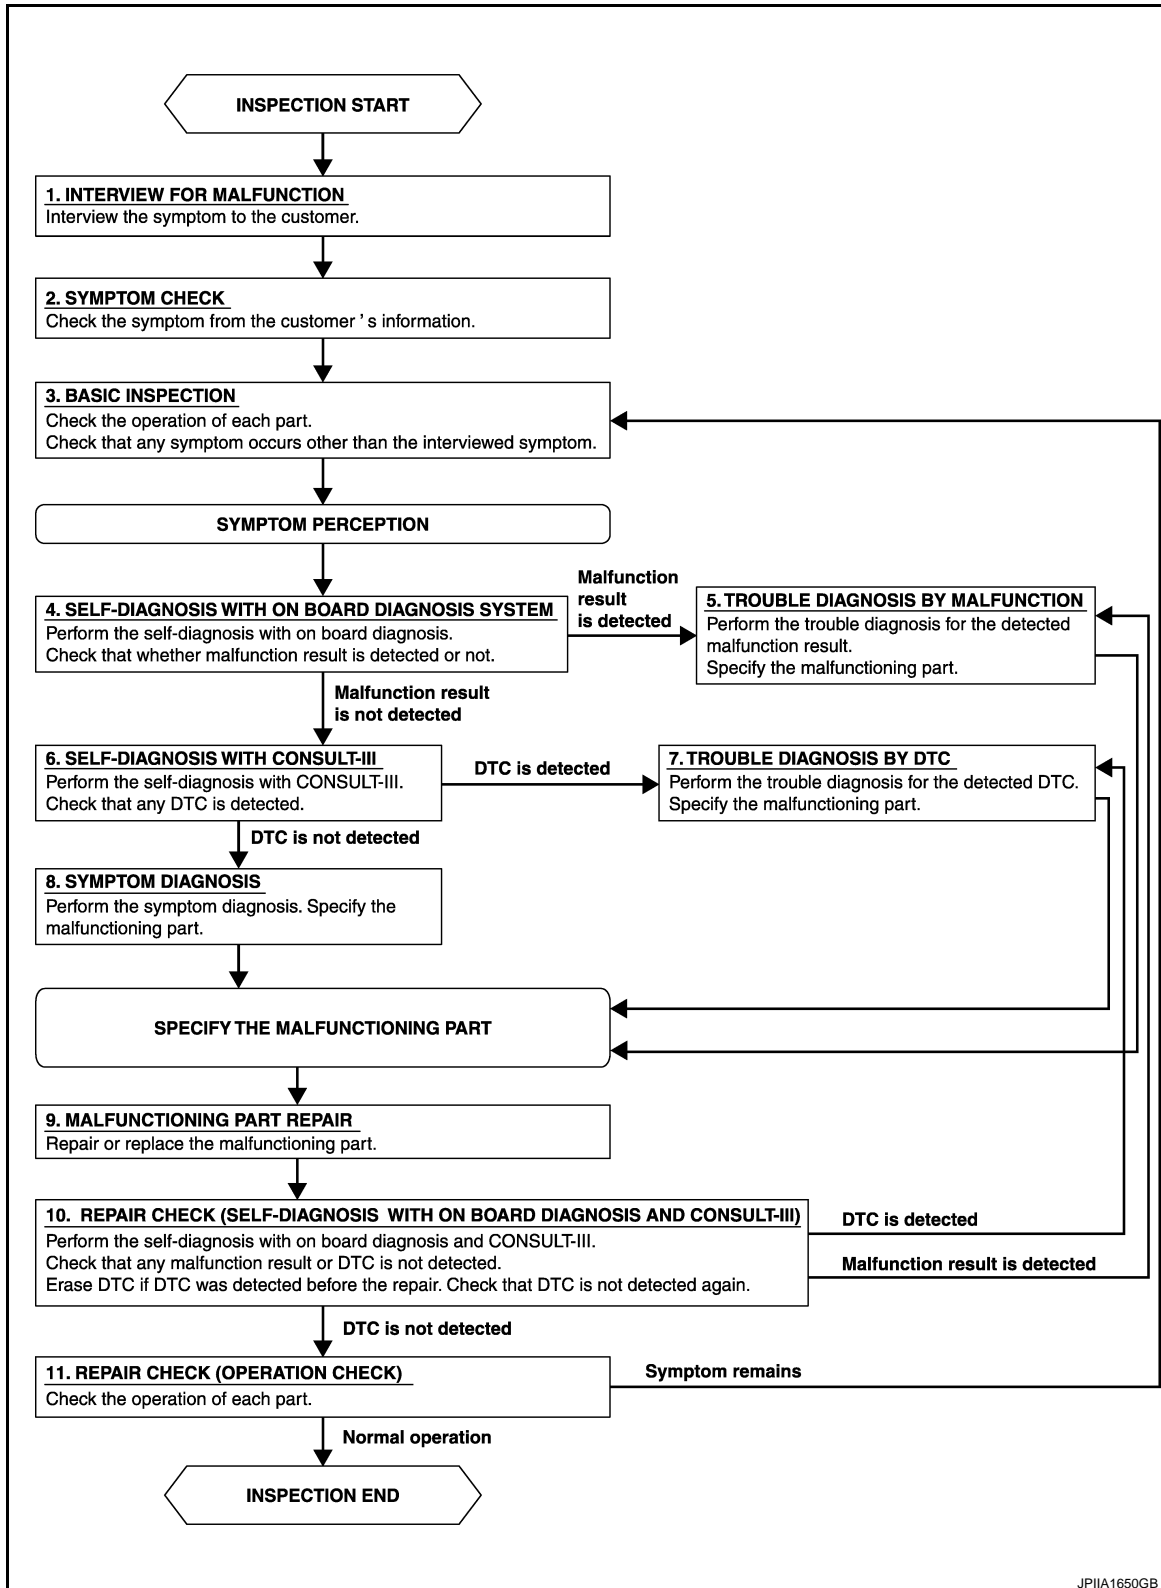 INSPECTION START
1. INTERVIEW FOR MALFUNCTION
Interview the symptom to the customer.
2. SYMPTOM CHECK
Check the symptom from the customer ’ s information.
3. BASIC INSPECTION
Check the operation of each part.
Check that any symptom occurs other than the interviewed symptom.
SYMPTOM PERCEPTION
4. SELF-DIAGNOSIS WITH ON BOARD DIAGNOSIS SYSTEM
Perform the self-diagnosis with on board diagnosis.
Check that whether malfunction result is detected or not.
Malfunction
result
is detected
5. TROUBLE DIAGNOSIS BY MALFUNCTION
Perform the trouble diagnosis for the detected
malfunction result.
Specify the malfunctioning part.
Malfunction result
is not detected
6. SELF-DIAGNOSIS WITH CONSULT-III
Perform the self-diagnosis with CONSULT-III.
Check that any DTC is detected.
DTC is detected
7. TROUBLE DIAGNOSIS BY DTC
Perform the trouble diagnosis for the detected DTC.
Specify the malfunctioning part.
DTC is not detected
8. SYMPTOM DIAGNOSIS
Perform the symptom diagnosis. Specify the
malfunctioning part.
SPECIFY THE MALFUNCTIONING PART
9. MALFUNCTIONING PART REPAIR
Repair or replace the malfunctioning part.
10. REPAIR CHECK (SELF-DIAGNOSIS WITH ON BOARD DIAGNOSIS AND CONSULT-III)
Perform the self-diagnosis with on board diagnosis and CONSULT-III.
Check that any malfunction result or DTC is not detected.
Erase DTC if DTC was detected before the repair. Check that DTC is not detected again.
DTC is detected
Malfunction result is detected
DTC is not detected
11. REPAIR CHECK (OPERATION CHECK)
Check the operation of each part.
Symptom remains
Normal operation
INSPECTION END
JPIIA1650GB